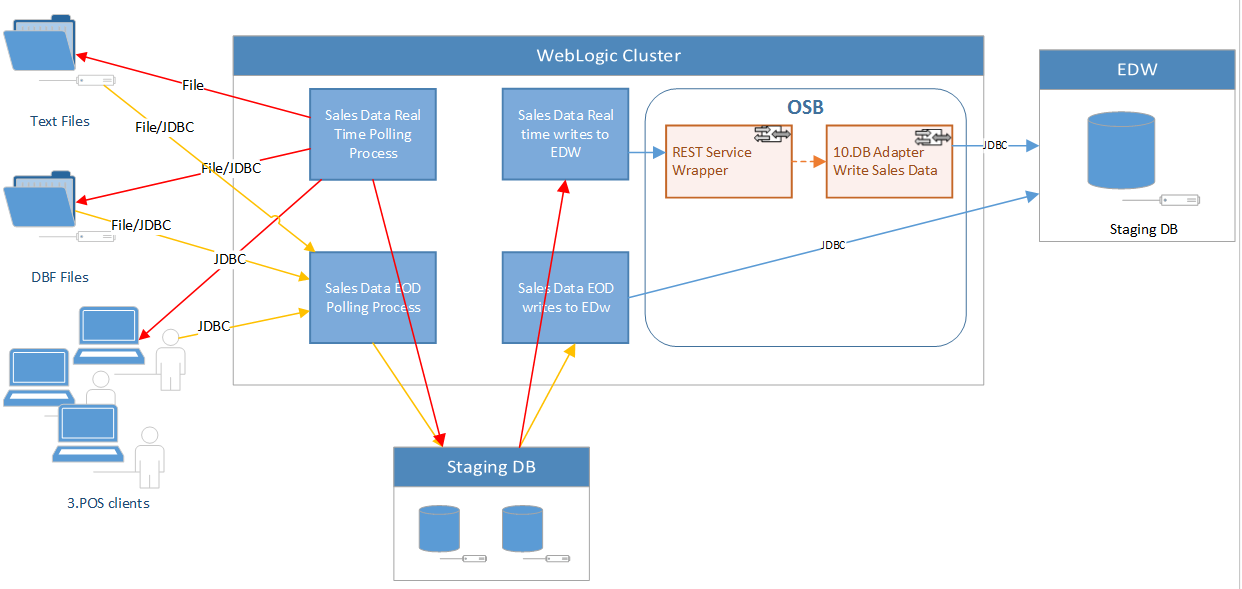 WebLogic Cluster
EDW
File
Text Files
File/JDBC
Sales Data Real
Time Polling
Process
Sales Data Real
time writes to
EDW
OSB
REST Service
Wrapper
10.DB Adapter
Write Sales Data
JDBC
File/JDBC
File/JDBC
Staging DB
DBF Files
JDBC
JDBC
Sales Data EOD
Polling Process
Sales Data EOD
writes to EDw
JDBC
Staging DB
3.POS clients